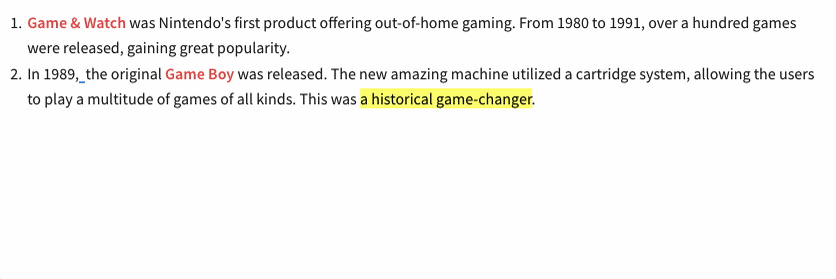 1. Game & Watch was Nintendo's first product offering out-of-home gaming. From 1980 to 1991, over a hundred games
were released, gaining great popularity.
2. In 1989, the original Game Boy was released. The new amazing machine utilized a cartridge system, allowing the users
to play a multitude of games of all kinds. This was a historical game-changer.